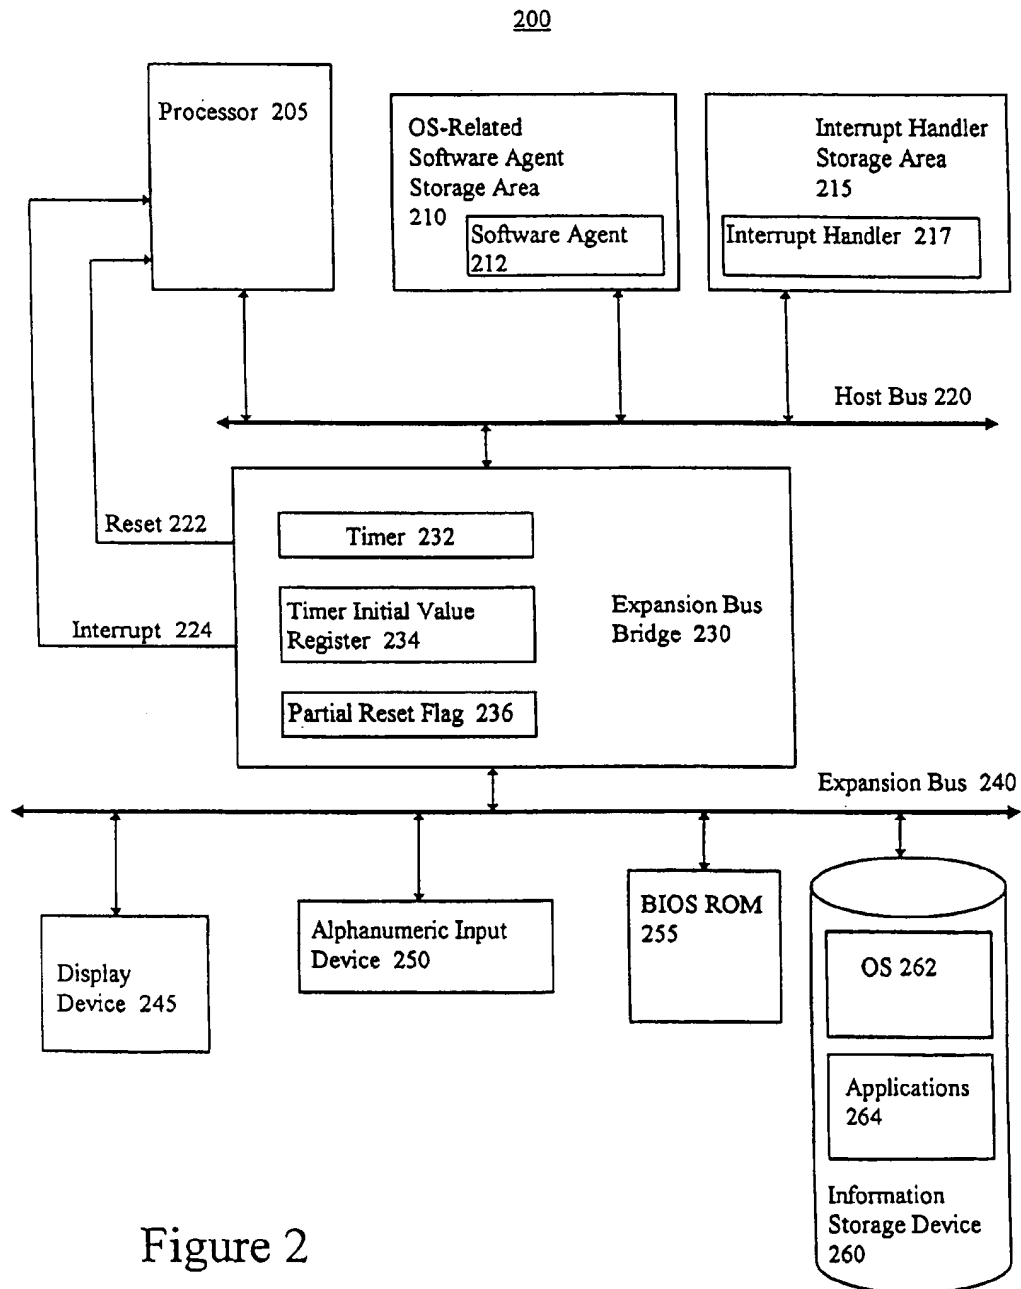 200
Processor 205
OS-Related
Software Agent
Storage Area
210
Software Agent
212
Interrupt Handler
Storage Area
215
Interrupt Handler 217
Host Bus 220
Reset 222
Interrupt 224
Timer 232
Timer Initial Value
Register 234
Partial Reset Flag 236
Expansion Bus
Bridge 230
Expansion Bus 240
Display
Device 245
Alphanumeric Input
Device 250
BIOS ROM
255
OS 262
Applications
264
Information
Storage Device
260
Figure 2